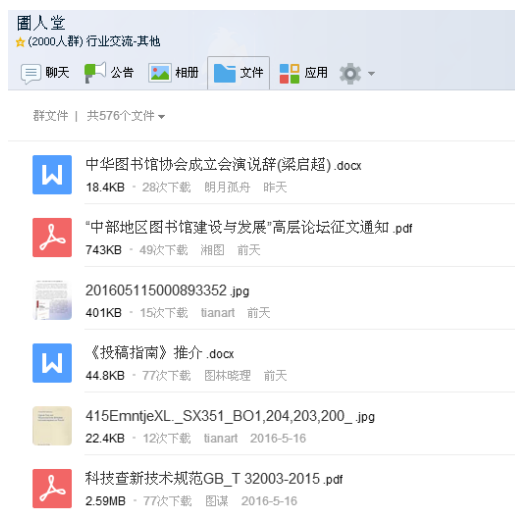 圕人堂
(2000人群) 行业交流-其他
聊天 公告 相册 文件 应用
群文件 | 共576个文件
中华图书馆协会成立会演说辞(梁启超).docx
18.4KB - 28次下载 朗月孤舟 昨天
“中部地区图书馆建设与发展”高层论坛征文通知.pdf
743KB - 49次下载 湘图 前天
201605115000893352.jpg
401KB - 15次下载 tianart 前天
《投稿指南》推介.docx
44.8KB - 77次下载 图林晓理 前天
415EmntjeXL._SX351_BO1,204,203,200_.jpg
22.4KB - 12次下载 tianart 2016-5-16
科技查新技术规范GB_T 32003-2015.pdf
2.59MB - 77次下载 图谋 2016-5-16